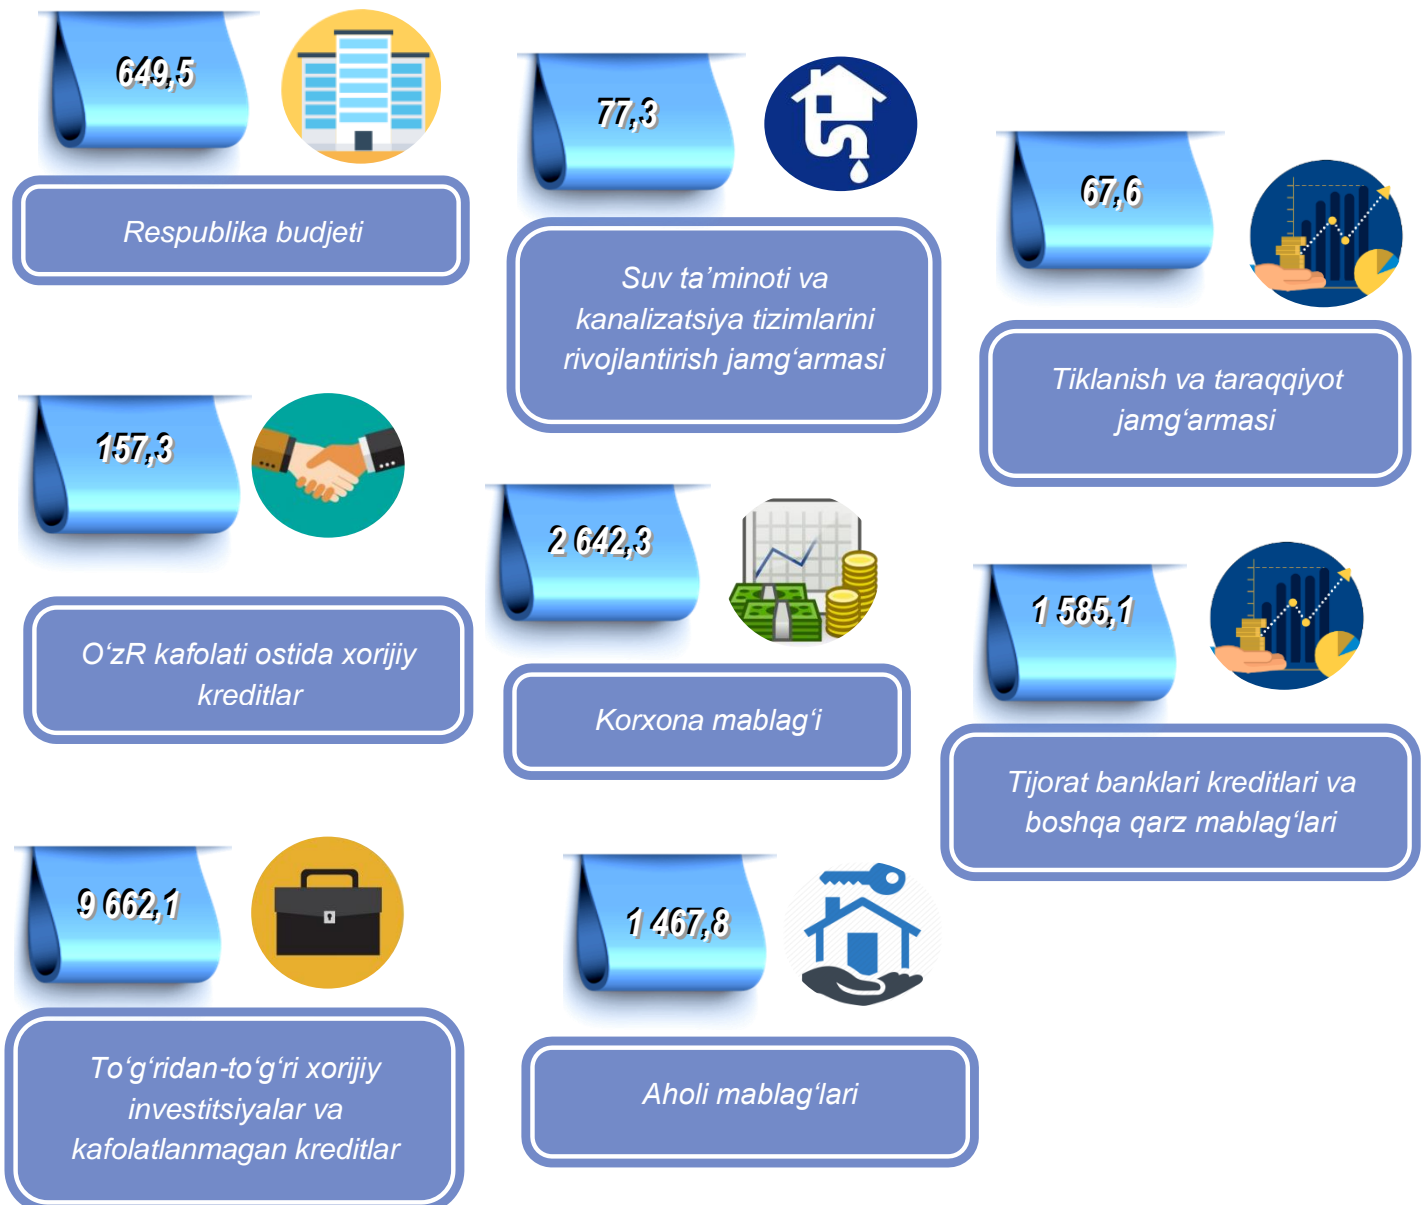 649,5
Respublika budjeti
77,3
Suv ta’minoti va
kanalizatsiya tizimlarini
rivojlantirish jamg‘armasi
67,6
Tiklanish va taraqqiyot
jamg‘armasi
157,3
O‘zR kafolati ostida xorijiy
kreditlar
2 642,3
Korxona mablag‘i
1 585,1
Tijorat banklari kreditlari va
boshqa qarz mablag‘lari
9 662,1
To‘g‘ridan-to‘g‘ri xorijiy
investitsiyalar va
kafolatlanmagan kreditlar
1 467,8
Aholi mablag‘lari